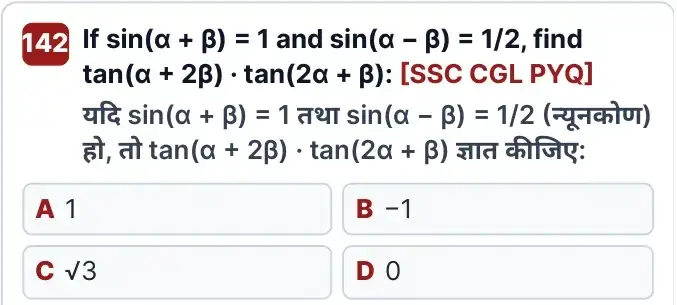 142 If sin(α + β) = 1 and sin(α − β) = 1/2, find
tan(α + 2β) · tan(2α + β): [SSC CGL PYQ]
यदि sin(α + β) = 1 तथा sin(α − β) = 1/2 (न्यूनकोण)
हो, तो tan(α + 2β) · tan(2α + β) ज्ञात कीजिए:
A 1
B −1
C √3
D 0